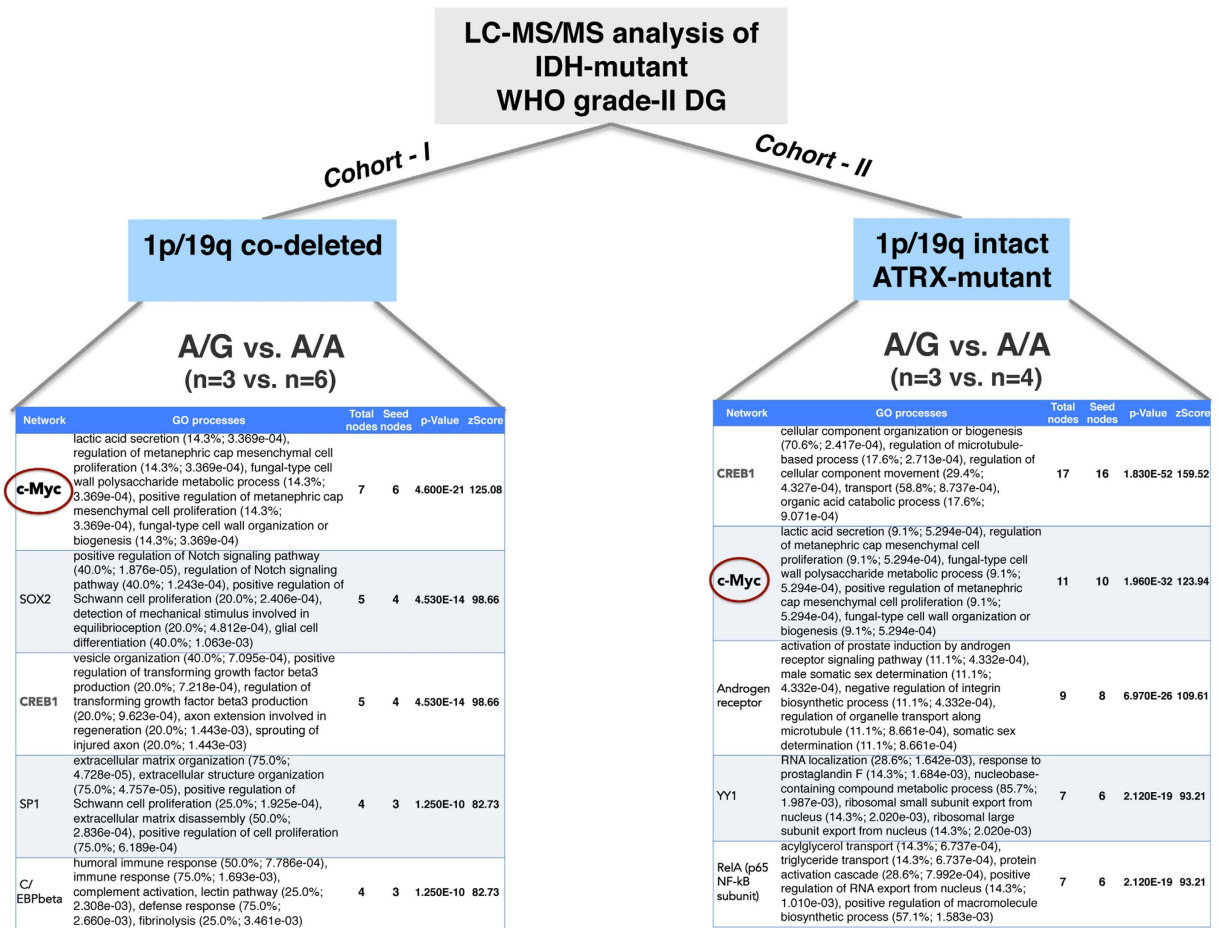 LC-MS/MS analysis of
IDH-mutant
WHO grade-II DG
Cohort - I
Cohort - II
1p/19q co-deleted
A/G vs. A/A
(n=3 vs. n=6)
Network GO processes Total nodes Seed nodes p-Value zScore
c-Myc
lactic acid secretion (14.3%; 3.369e-04),
regulation of metanephric cap mesenchymal cell
proliferation (14.3%; 3.369e-04), fungal-type cell
wall polysaccharide metabolic process (14.3%;
3.369e-04), positive regulation of metanephric cap
mesenchymal cell proliferation (14.3%;
3.369e-04), fungal-type cell wall organization or
biogenesis (14.3%; 3.369e-04)
7 6 4.600E-21 125.08
SOX2
positive regulation of Notch signaling pathway
(40.0%; 1.876e-05), regulation of Notch signaling
pathway (40.0%; 1.243e-04), positive regulation of
Schwann cell proliferation (20.0%; 2.406e-04),
detection of mechanical stimulus involved in
equilibrioception (20.0%; 4.812e-04), glial cell
differentiation (40.0%; 1.063e-03)
5 4 4.530E-14 98.66
CREB1
vesicle organization (40.0%; 7.095e-04), positive
regulation of transforming growth factor beta3
production (20.0%; 7.218e-04), regulation of
transforming growth factor beta3 production
(20.0%; 9.623e-04), axon extension involved in
regeneration (20.0%; 1.443e-03), sprouting of
injured axon (20.0%; 1.443e-03)
5 4 4.530E-14 98.66
SP1
extracellular matrix organization (75.0%;
4.728e-05), extracellular structure organization
(75.0%; 4.757e-05), positive regulation of
Schwann cell proliferation (25.0%; 1.925e-04),
extracellular matrix disassembly (50.0%;
2.836e-04), positive regulation of cell proliferation
(75.0%; 6.189e-04)
4 3 1.250E-10 82.73
C/
EBPbeta
humoral immune response (50.0%; 7.786e-04),
immune response (75.0%; 1.693e-03),
complement activation, lectin pathway (25.0%;
2.308e-03), defense response (75.0%;
2.660e-03), fibrinolysis (25.0%; 3.461e-03)
4 3 1.250E-10 82.73
1p/19q intact
ATRX-mutant
A/G vs. A/A
(n=3 vs. n=4)
Network GO processes Total nodes Seed nodes p-Value zScore
CREB1
cellular component organization or biogenesis
(70.6%; 2.417e-04), regulation of microtubule-
based process (17.6%; 2.713e-04), regulation of
cellular component movement (29.4%;
4.327e-04), transport (58.8%; 8.737e-04),
organic acid catabolic process (17.6%;
9.071e-04)
17 16 1.830E-52 159.52
c-Myc
lactic acid secretion (9.1%; 5.294e-04), regulation
of metanephric cap mesenchymal cell
proliferation (9.1%; 5.294e-04), fungal-type cell
wall polysaccharide metabolic process (9.1%;
5.294e-04), positive regulation of metanephric
cap mesenchymal cell proliferation (9.1%;
5.294e-04), fungal-type cell wall organization or
biogenesis (9.1%; 5.294e-04)
11 10 1.960E-32 123.94
Androgen
receptor
activation of prostate induction by androgen
receptor signaling pathway (11.1%; 4.332e-04),
male somatic sex determination (11.1%;
4.332e-04), negative regulation of integrin
biosynthetic process (11.1%; 4.332e-04),
regulation of organelle transport along
microtubule (11.1%; 8.661e-04), somatic sex
determination (11.1%; 8.661e-04)
9 8 6.970E-26 109.61
YY1
RNA localization (28.6%; 1.642e-03), response to
prostaglandin F (14.3%; 1.684e-03), nucleobase-
containing compound metabolic process (85.7%;
1.987e-03), ribosomal small subunit export from
nucleus (14.3%; 2.020e-03), ribosomal large
subunit export from nucleus (14.3%; 2.020e-03)
7 6 2.120E-19 93.21
RelA (p65
NF-kB
subunit)
acylglycerol transport (14.3%; 6.737e-04),
triglyceride transport (14.3%; 6.737e-04), protein
activation cascade (28.6%; 7.992e-04), positive
regulation of RNA export from nucleus (14.3%;
1.010e-03), positive regulation of macromolecule
biosynthetic process (57.1%; 1.583e-03)
7 6 2.120E-19 93.21